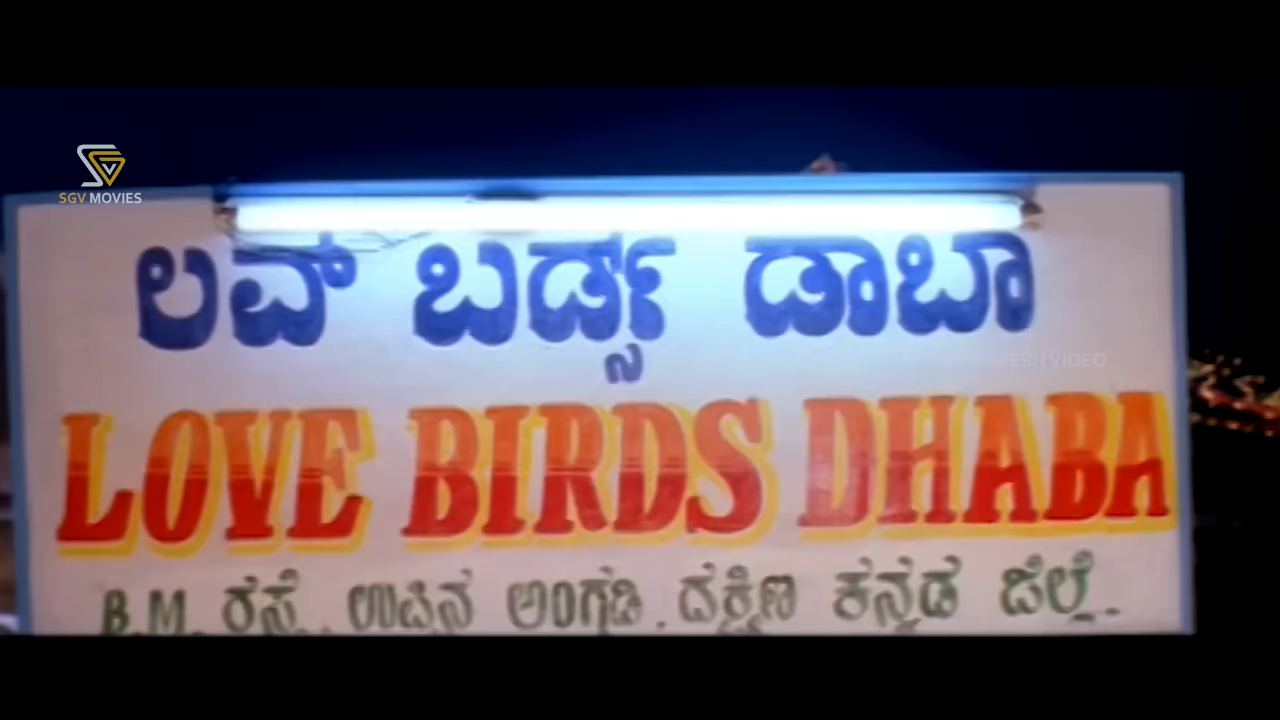 SGV MOVIES
ಲವ್ ಬರ್ಡ್ಸ್ ಡಾಬಾ
LOVE BIRDS DHABA
B.M. ರಸ್ತೆ. ಉಪ್ಪಿನ ಅಂಗಡಿ. ದಕ್ಷಿಣ ಕನ್ನಡ ಜಿಲ್ಲೆ.